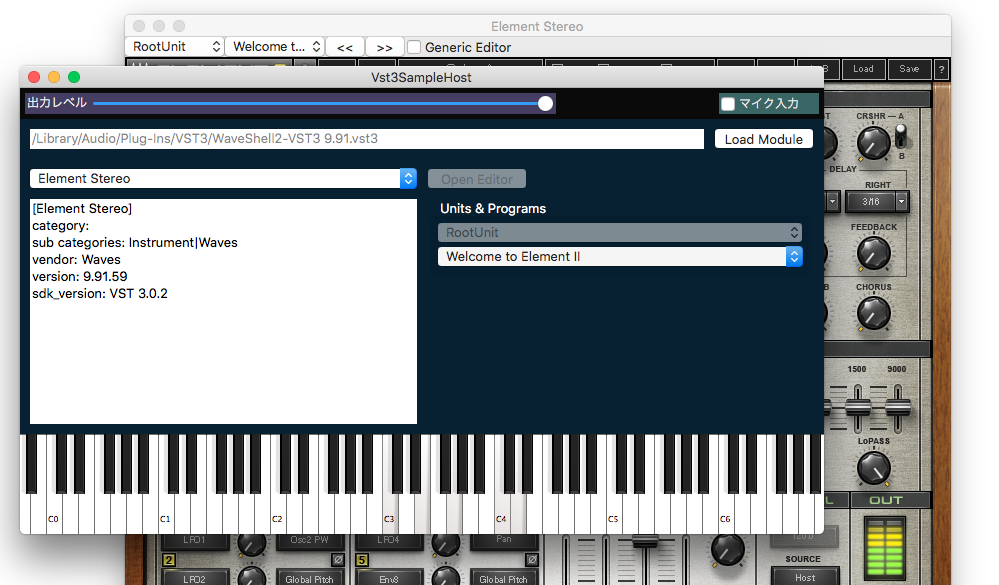 Element Stereo
RootUnit
Welcome t...
<<
>>
Generic Editor
Load
Save
?
Vst3SampleHost
出力レベル
マイク入力
/Library/Audio/Plug-Ins/VST3/WaveShell2-VST3 9.91.vst3
Load Module
Element Stereo
Open Editor
[Element Stereo]
category:
sub categories: Instrument|Waves
vendor: Waves
version: 9.91.59
sdk_version: VST 3.0.2
Units & Programs
RootUnit
Welcome to Element II
CRSHR — A
B
DELAY
RIGHT
3/16
FEEDBACK
CHORUS
1500 9000
LoPASS
OUT
C0 C1 C2 C3 C4 C5 C6
LFO1 Osc2 PW LFO4 Pan
2 Ø 5 Ø
LFO2 Global Pitch Env3 Global Pitch
120.0
SOURCE
Host